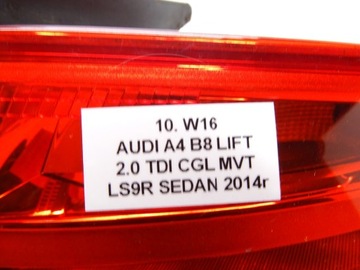 10. W16
AUDI A4 B8 LIFT
2.0 TDI CGL MVT
LS9R SEDAN 2014r